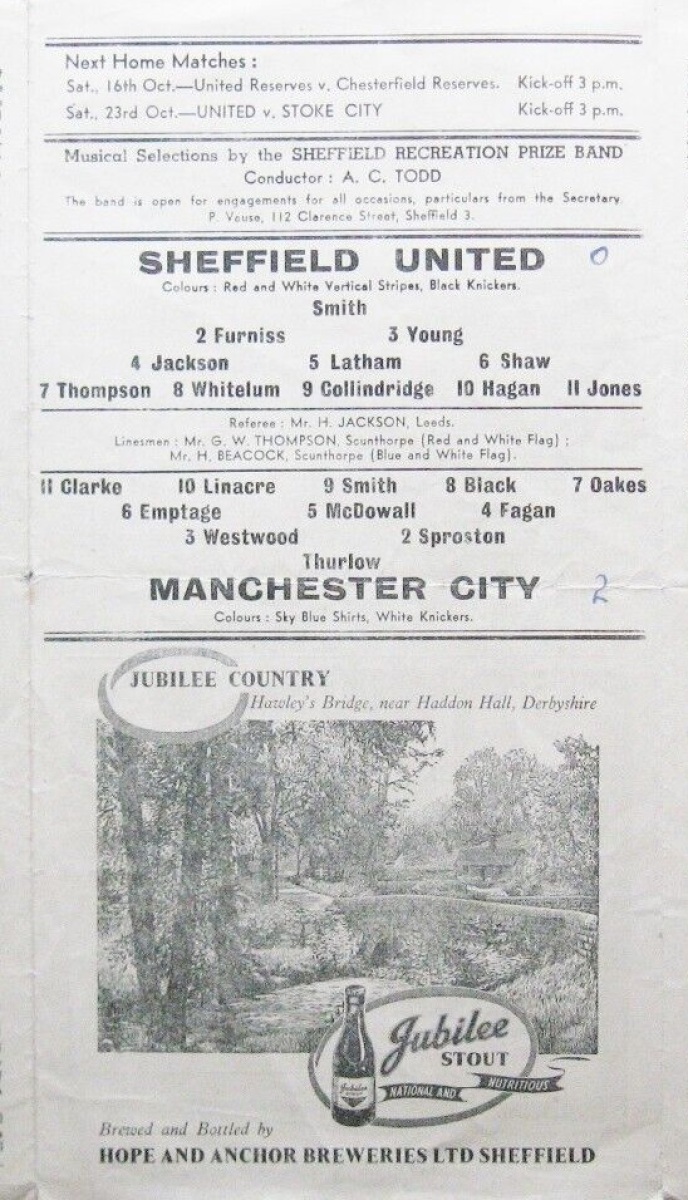 Next Home Matches :
Sat., 16th Oct.—United Reserves v. Chesterfield Reserves. Kick-off 3 p.m.
Sat., 23rd Oct.—UNITED v. STOKE CITY Kick-off 3 p.m.
Musical Selections by the SHEFFIELD RECREATION PRIZE BAND
Conductor : A. C. TODD
The band is open for engagements for all occasions, particulars from the Secretary
P. Vause, 112 Clarence Street, Sheffield 3.
SHEFFIELD UNITED 0
Colours : Red and White Vertical Stripes, Black Knickers.
Smith
2 Furniss 3 Young
4 Jackson 5 Latham 6 Shaw
7 Thompson 8 Whitelum 9 Collindridge 10 Hagan 11 Jones
Referee : Mr. H. JACKSON, Leeds.
Linesmen : Mr. G. W. THOMPSON, Scunthorpe (Red and White Flag) ;
Mr. H. BEACOCK, Scunthorpe (Blue and White Flag).
11 Clarke 10 Linacre 9 Smith 8 Black 7 Oakes
6 Emptage 5 McDowall 4 Fagan
3 Westwood 2 Sproston
Thurlow
MANCHESTER CITY 2
Colours : Sky Blue Shirts, White Knickers.
JUBILEE COUNTRY
Hawley's Bridge, near Haddon Hall, Derbyshire
Jubilee
STOUT
Jubilee
NATIONAL AND NUTRITIOUS
Brewed and Bottled by
HOPE AND ANCHOR BREWERIES LTD SHEFFIELD